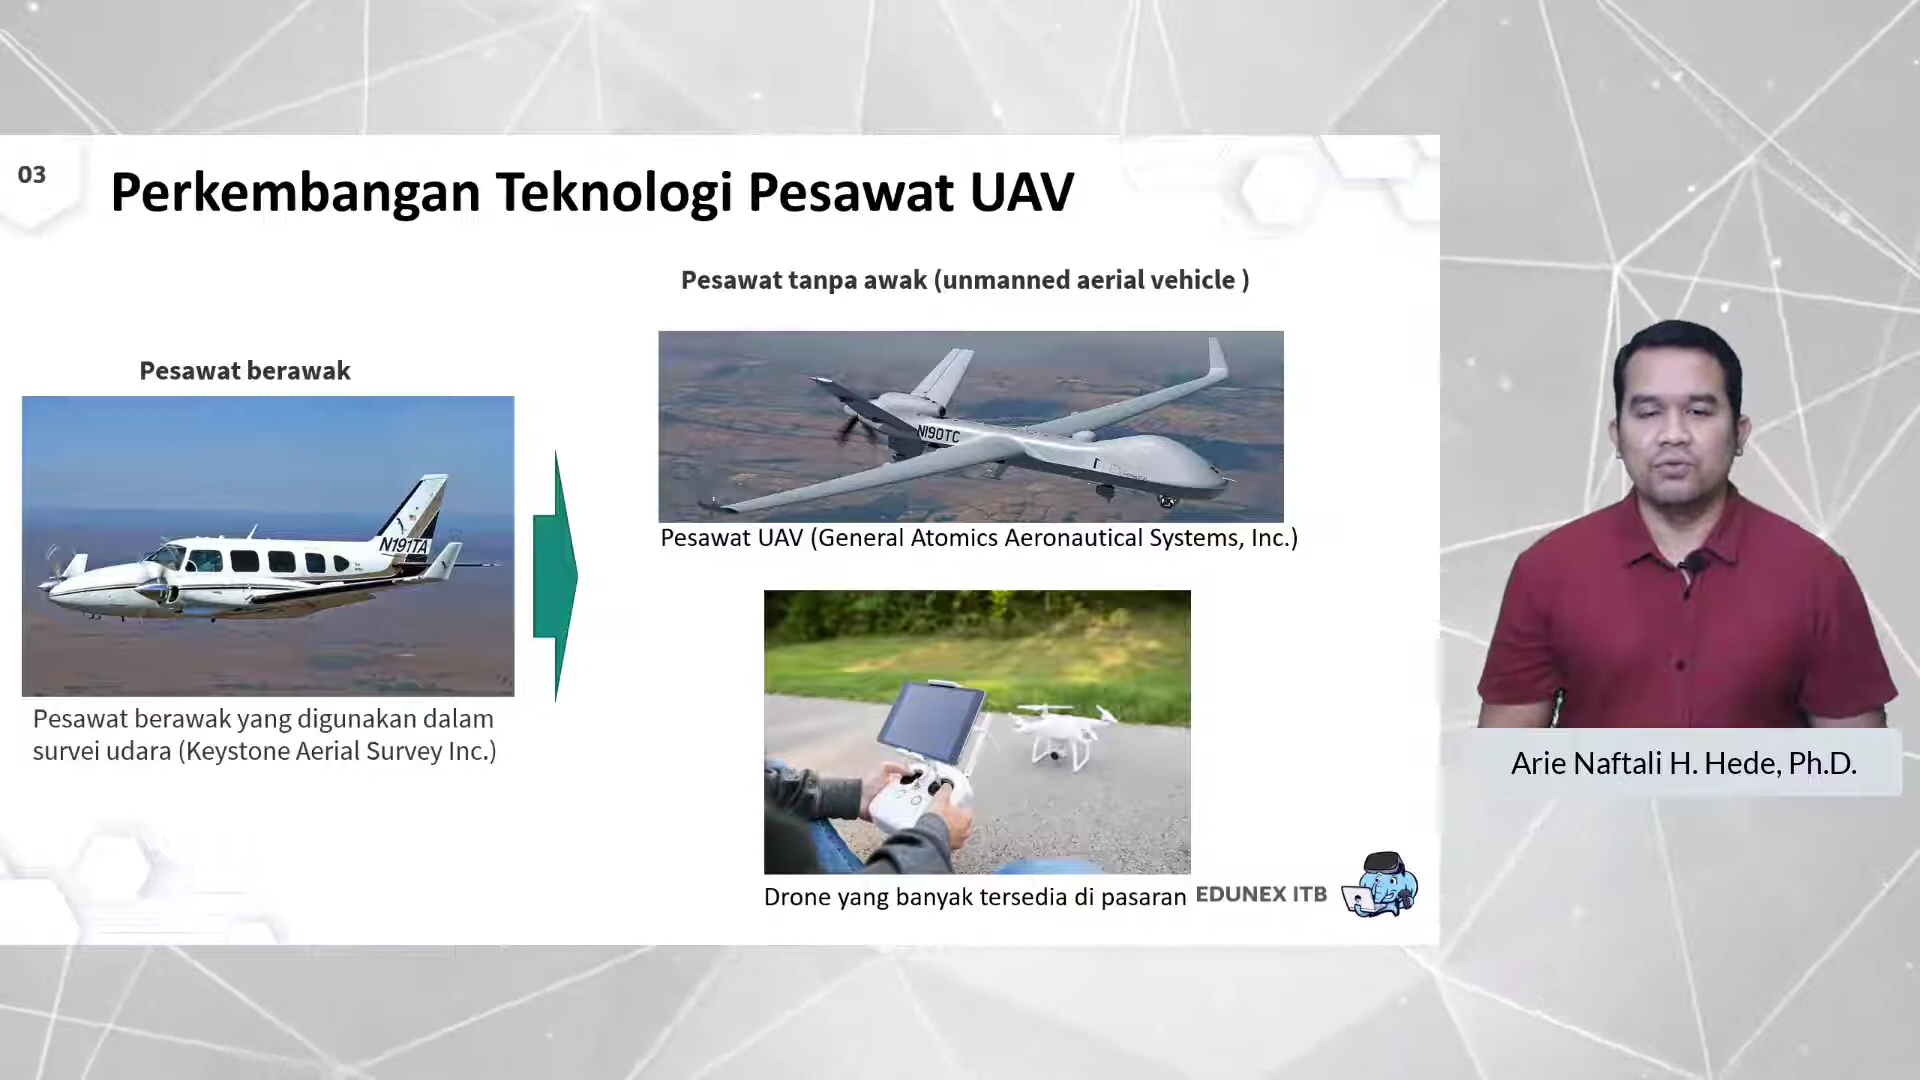 03
Perkembangan Teknologi Pesawat UAV
Pesawat tanpa awak (unmanned aerial vehicle )
Pesawat berawak
N190TC
N191TA
Pesawat UAV (General Atomics Aeronautical Systems, Inc.)
Pesawat berawak yang digunakan dalam
survei udara (Keystone Aerial Survey Inc.)
Arie Naftali H. Hede, Ph.D.
Drone yang banyak tersedia di pasaran
EDUNEX ITB